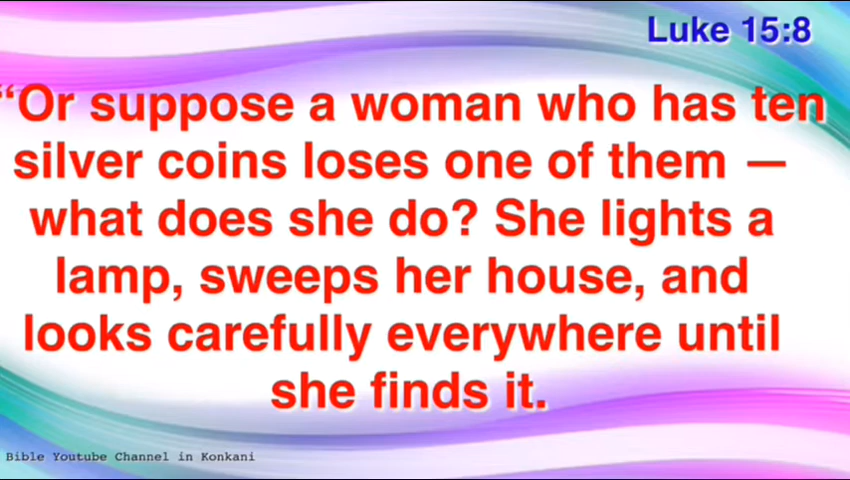 Luke 15:8
“Or suppose a woman who has ten
silver coins loses one of them —
what does she do? She lights a
lamp, sweeps her house, and
looks carefully everywhere until
she finds it.
Bible Youtube Channel in Konkani